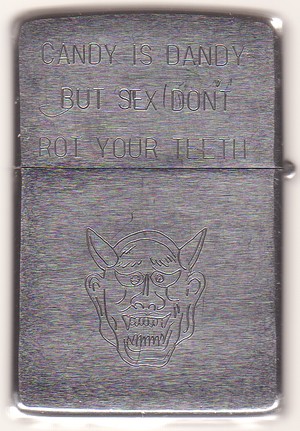 CANDY IS DANDY
BUT SEX DON'T
ROT YOUR TEETH